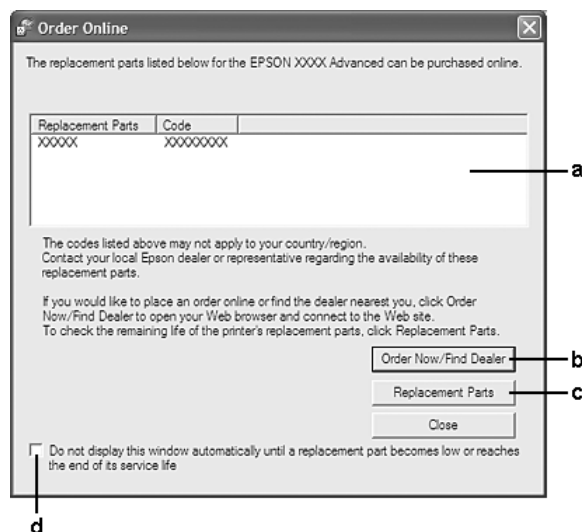 Order Online
The replacement parts listed below for the EPSON XXXX Advanced can be purchased online.
Replacement Parts Code
XXXXX XXXXXXXX
a
The codes listed above may not apply to your country/region.
Contact your local Epson dealer or representative regarding the availability of these
replacement parts.
If you would like to place an order online or find the dealer nearest you, click Order
Now/Find Dealer to open your Web browser and connect to the Web site.
To check the remaining life of the printer's replacement parts, click Replacement Parts.
Order Now/Find Dealer
b
Replacement Parts
c
Close
Do not display this window automatically until a replacement part becomes low or reaches
the end of its service life
d